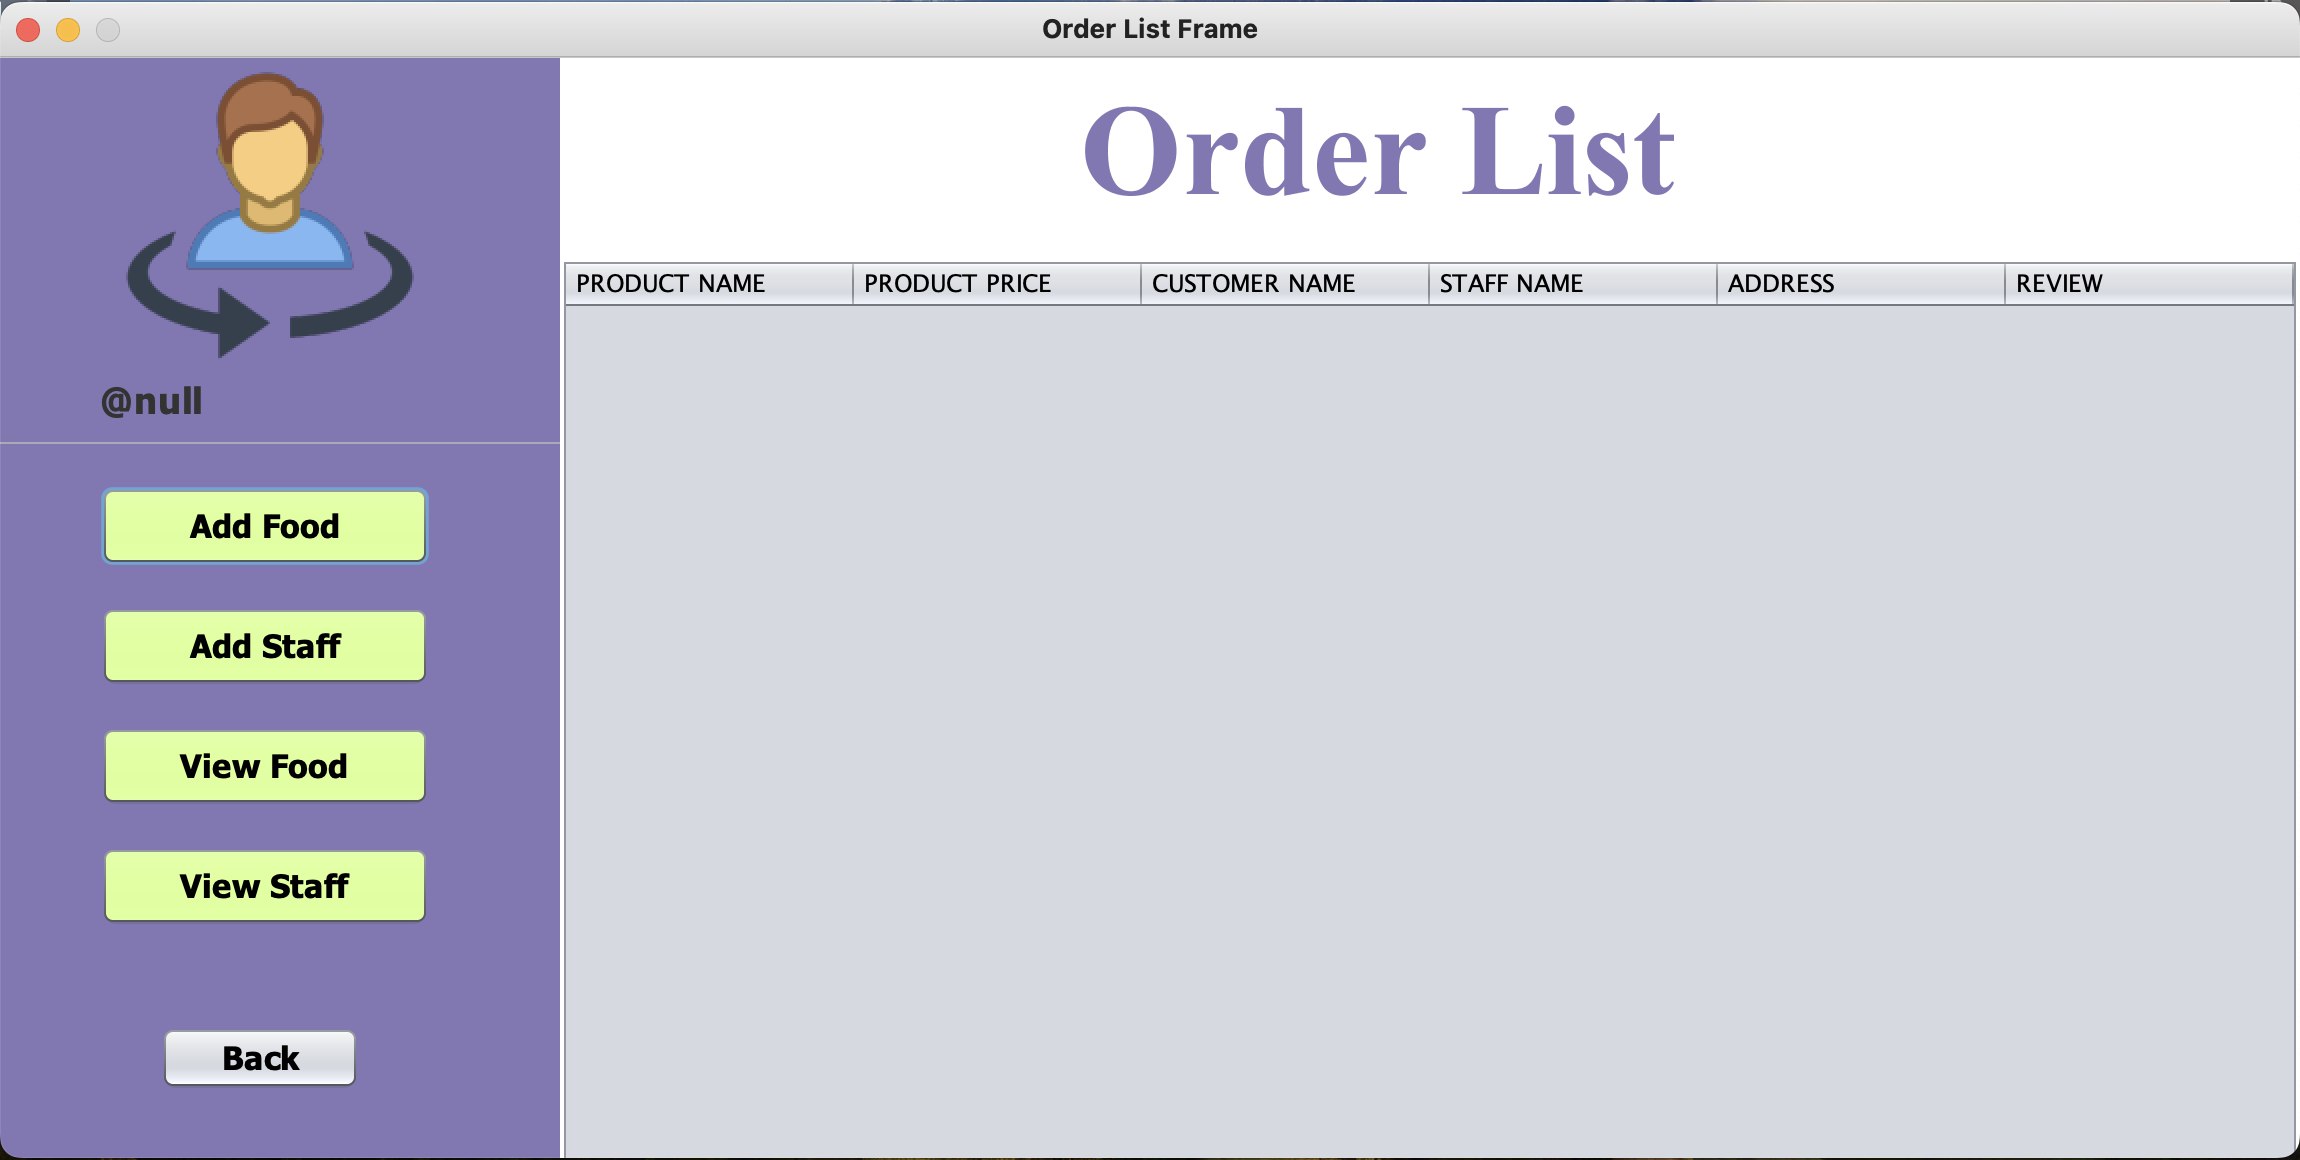 Order List Frame
@null
Add Food
Add Staff
View Food
View Staff
Back
Order List
PRODUCT NAME PRODUCT PRICE CUSTOMER NAME STAFF NAME ADDRESS REVIEW